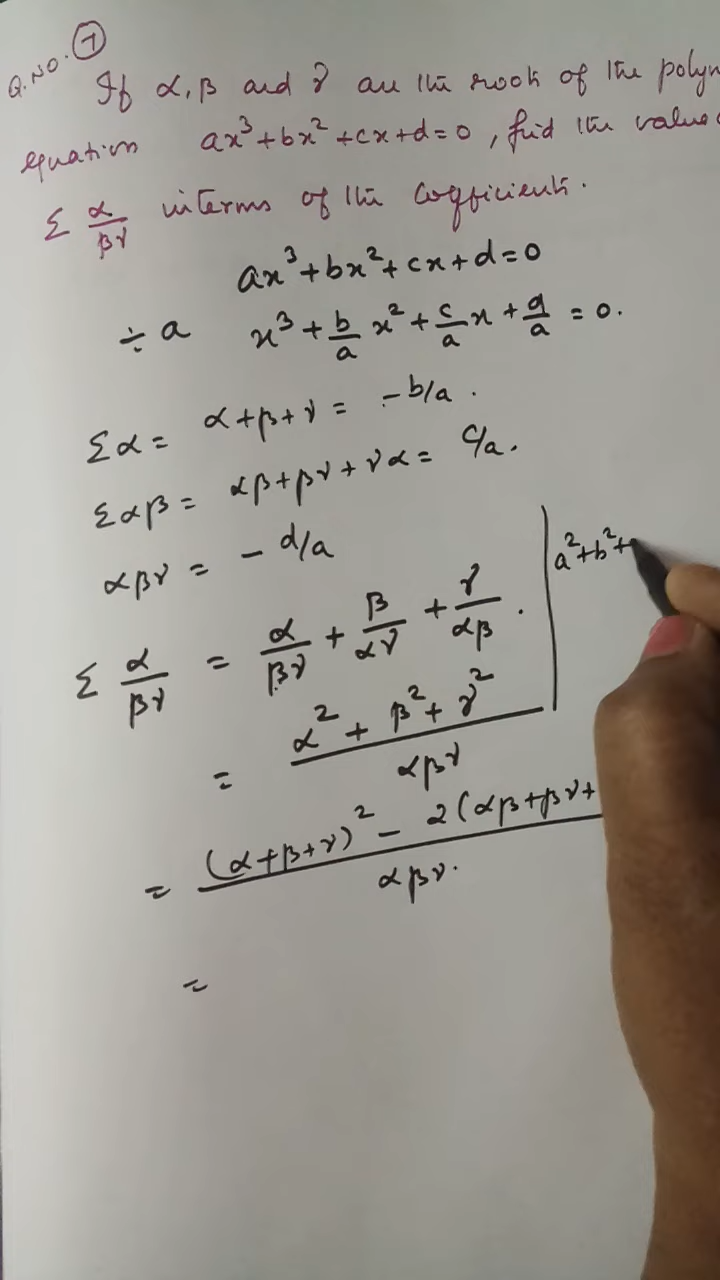 Q.NO. 7
If α, β and γ are the roots of the polyn
equation ax³+bx²+cx+d=0, find the value
Σ α/βγ interms of the coefficients.
ax³+bx²+cx+d=0
÷ a x³+b/a x²+c/a x+d/a=0.
Σα= α+β+γ= -b/a.
Σαβ= αβ+βγ+γα= c/a.
αβγ = - d/a
a²+b²+
Σ α/βγ = α/βγ + β/αγ + γ/αβ.
= α²+β²+γ²/αβγ
= (α+β+γ)² - 2(αβ+βγ+/αβγ.
=